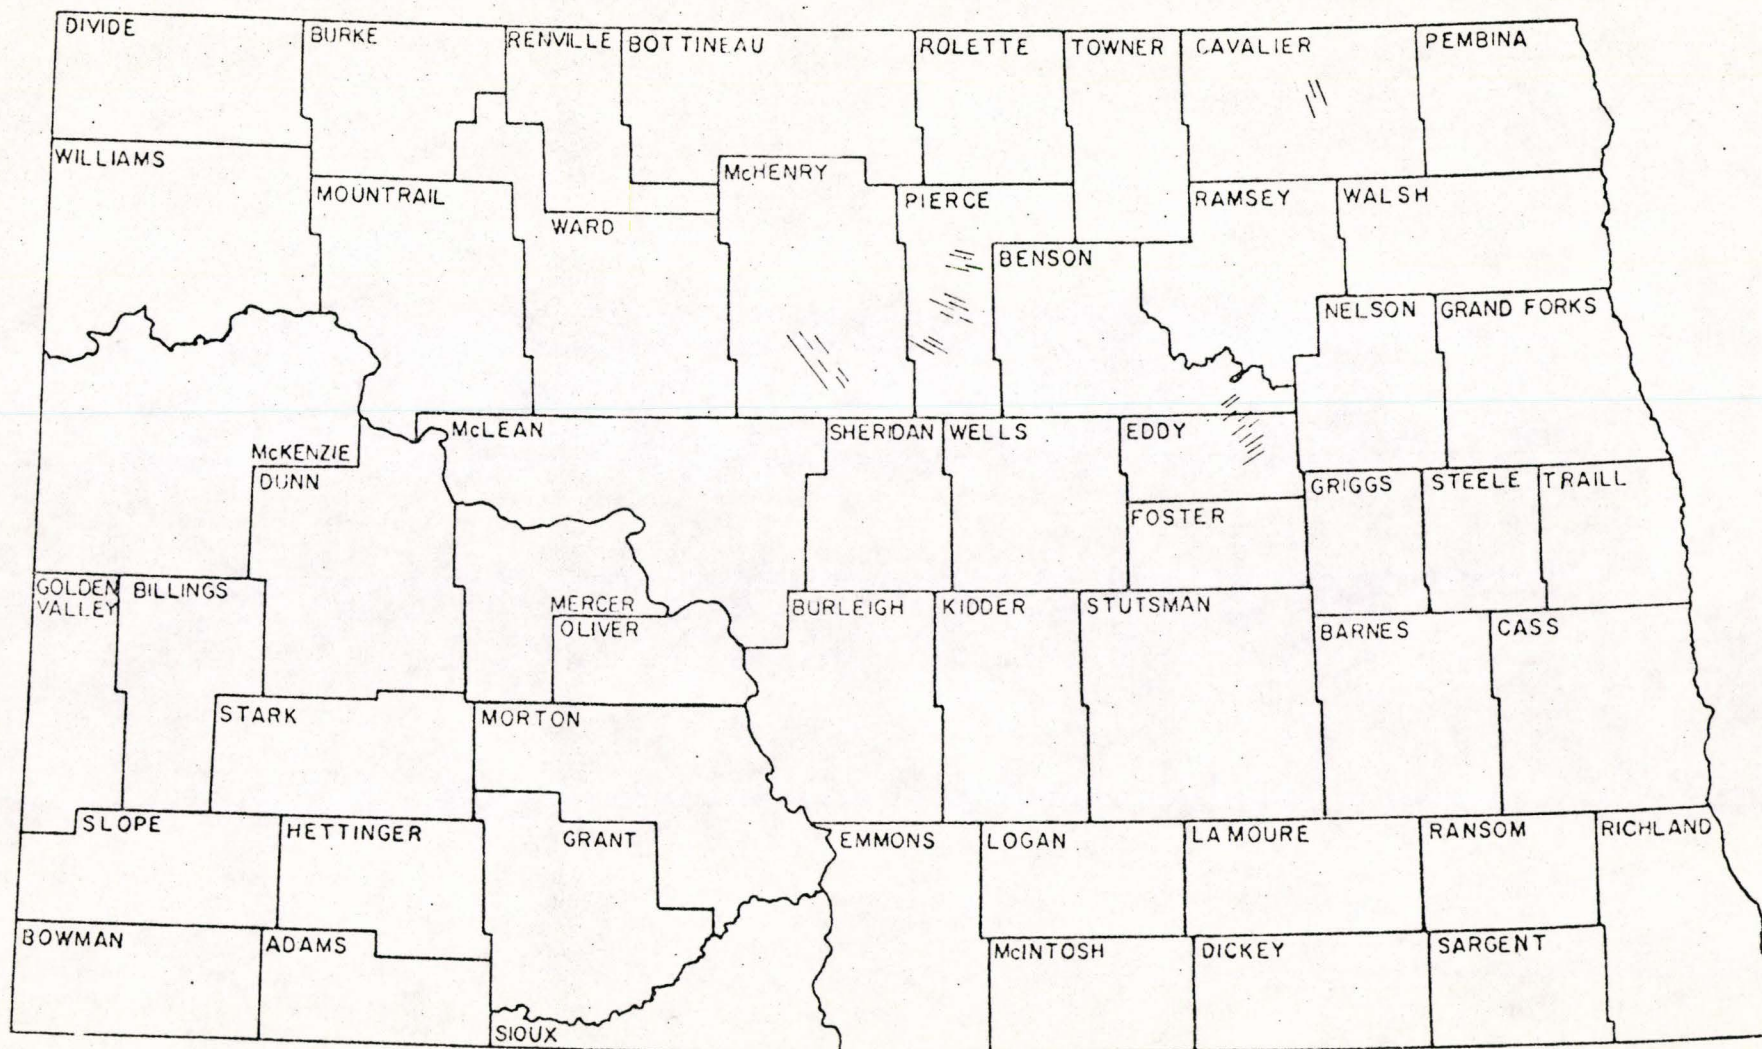 DIVIDE
BURKE
RENVILLE
BOTTINEAU
ROLETTE
TOWNER
CAVALIER
PEMBINA
WILLIAMS
MOUNTRAIL
WARD
McHENRY
PIERCE
BENSON
RAMSEY
WALSH
NELSON
GRAND FORKS
McKENZIE
DUNN
McLEAN
SHERIDAN
WELLS
EDDY
FOSTER
GRIGGS
STEELE
TRAILL
GOLDEN
VALLEY
BILLINGS
MERCER
OLIVER
BURLEIGH
KIDDER
STUTSMAN
BARNES
CASS
STARK
MORTON
SLOPE
HETTINGER
GRANT
EMMONS
LOGAN
LA MOURE
RANSOM
RICHLAND
BOWMAN
ADAMS
SIOUX
McINTOSH
DICKEY
SARGENT